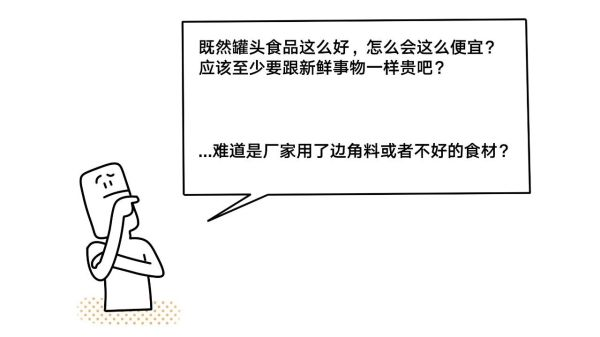 既然罐头食品这么好，怎么会这么便宜？
应该至少要跟新鲜事物一样贵吧？
...难道是厂家用了边角料或者不好的食材？